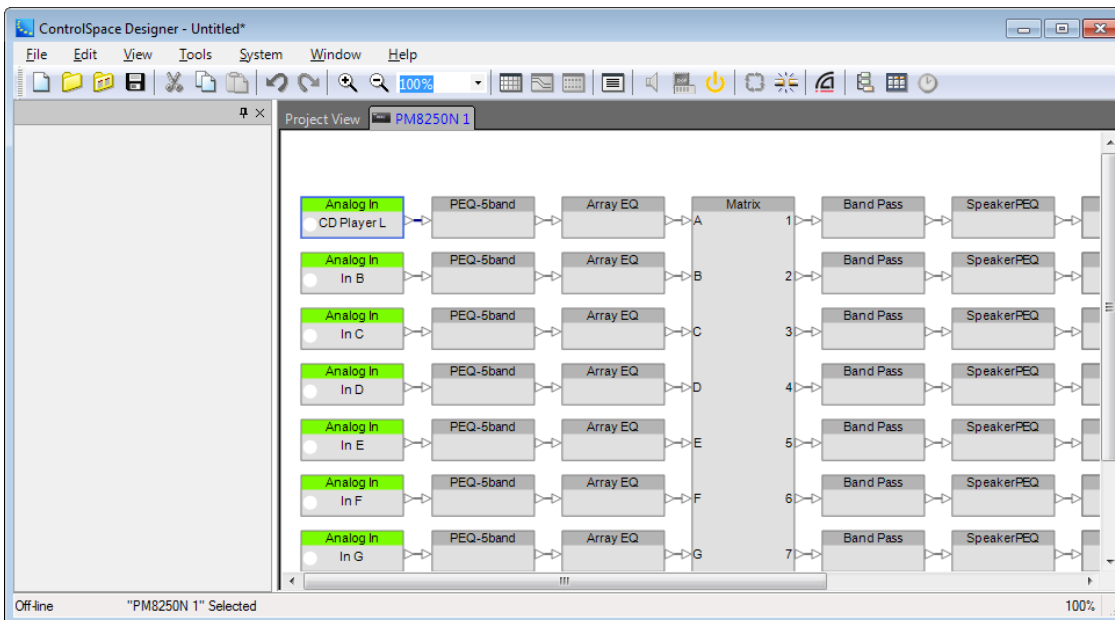 ControlSpace Designer - Untitled*
File Edit View Tools System Window Help
100%
Project View PM8250N 1
Analog In PEQ-5band Array EQ Matrix Band Pass SpeakerPEQ
CD Player L A 1
Analog In PEQ-5band Array EQ Band Pass SpeakerPEQ
In B B 2
Analog In PEQ-5band Array EQ Band Pass SpeakerPEQ
In C C 3
Analog In PEQ-5band Array EQ Band Pass SpeakerPEQ
In D D 4
Analog In PEQ-5band Array EQ Band Pass SpeakerPEQ
In E E 5
Analog In PEQ-5band Array EQ Band Pass SpeakerPEQ
In F F 6
Analog In PEQ-5band Array EQ Band Pass SpeakerPEQ
In G G 7
Off-line "PM8250N 1" Selected 100%